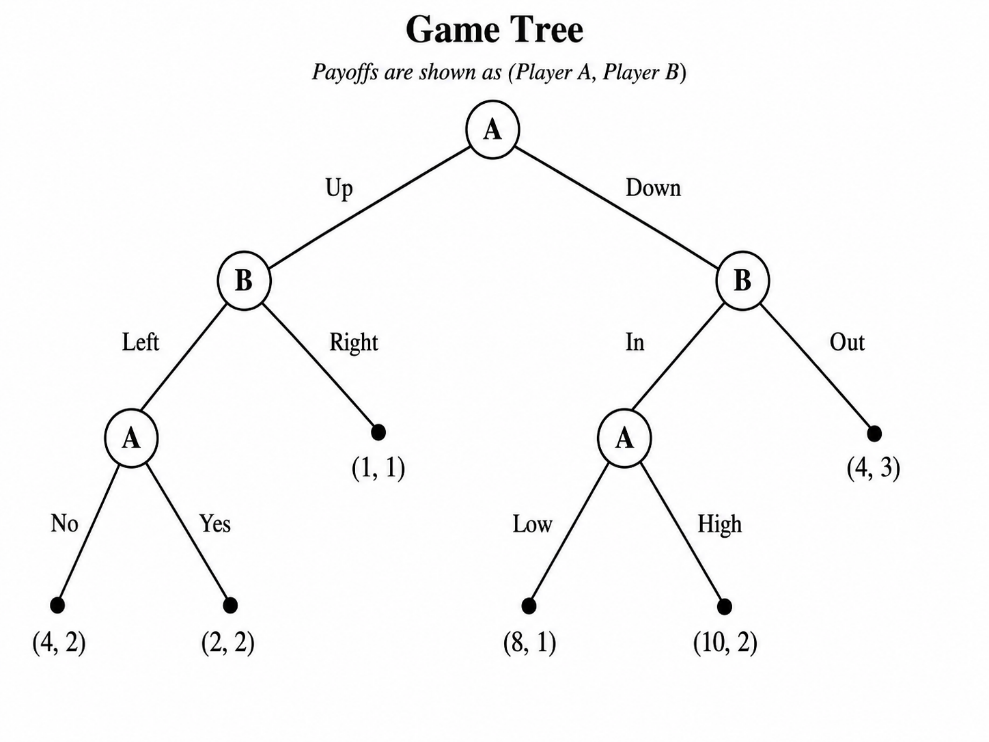 Game Tree
Payoffs are shown as (Player A, Player B)
A
Up
Down
B
B
Left
Right
In
Out
A
(1, 1)
A
(4, 3)
No
Yes
Low
High
(4, 2)
(2, 2)
(8, 1)
(10, 2)